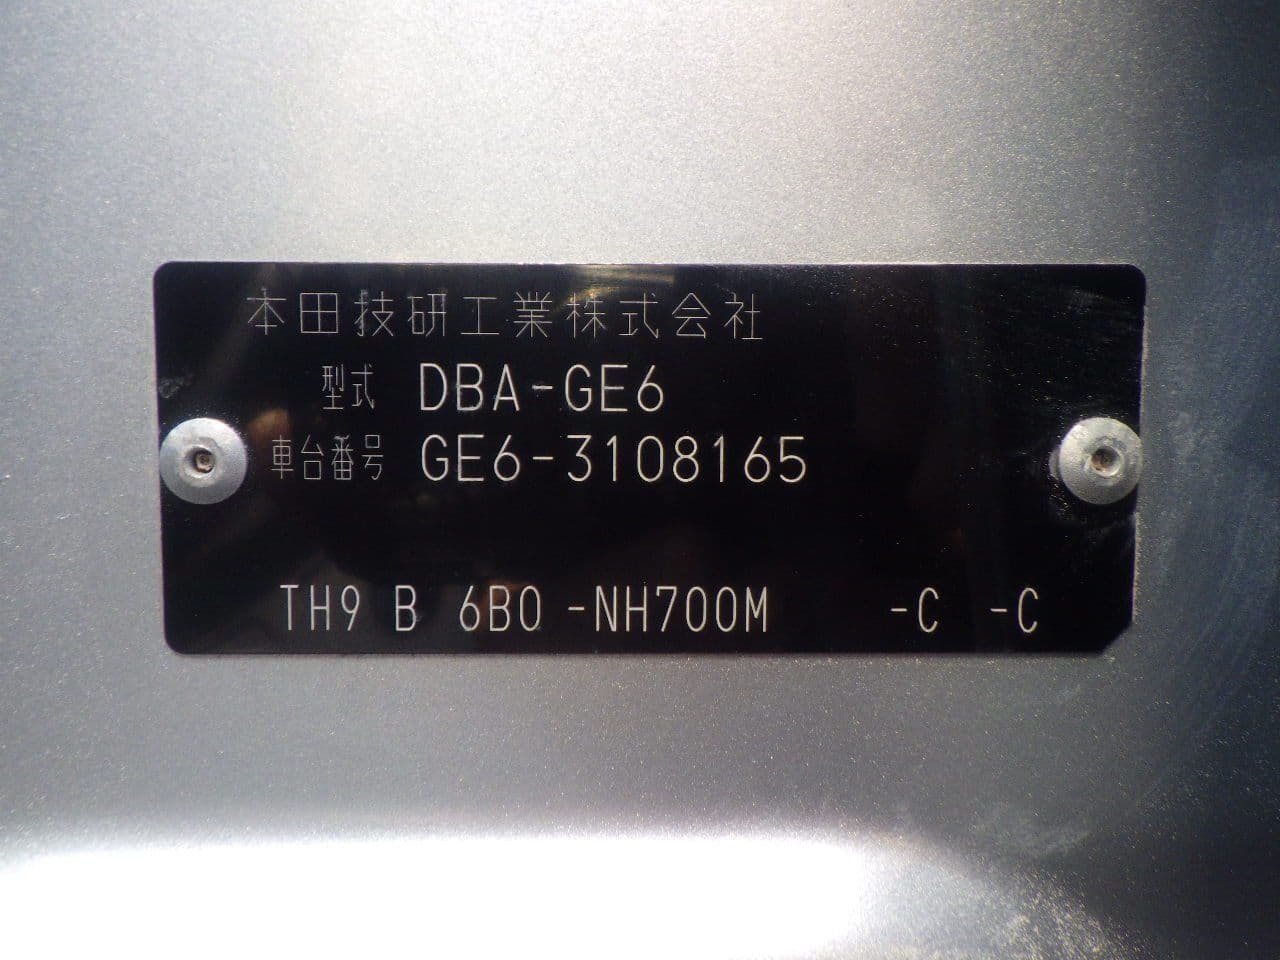 本田技研工業株式会社
型式 DBA-GE6
車台番号 GE6-3108165
TH9 B 6B0 -NH700M -C -C